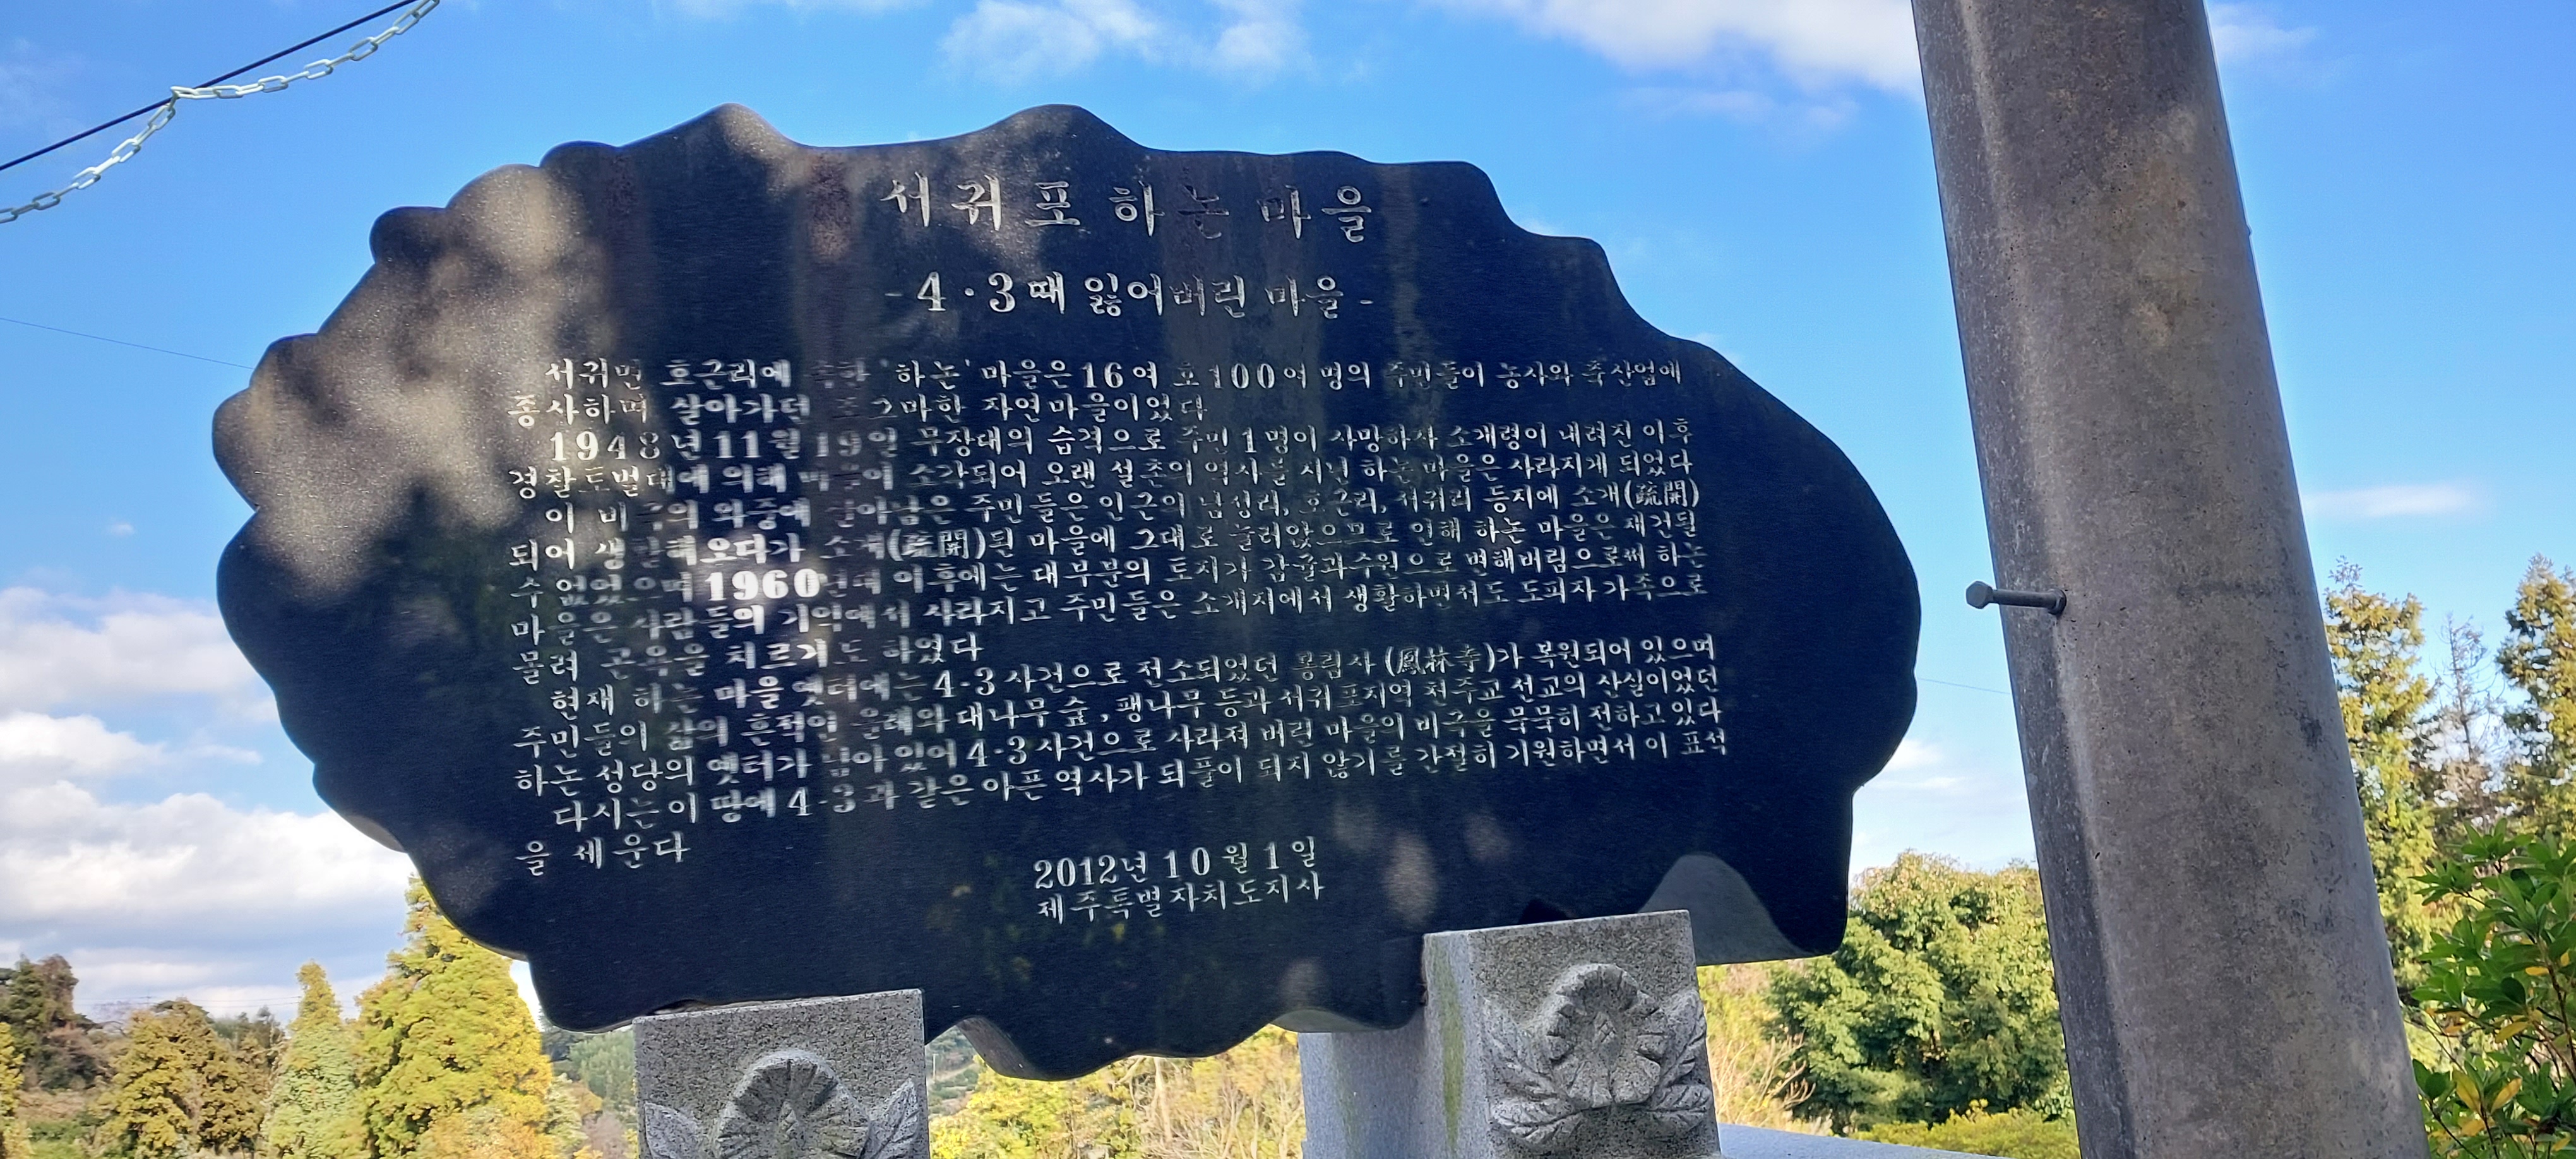 서귀포 하논 마을
- 4·3때 잃어버린 마을 -
서귀면 호근리에 속한 '하논' 마을은 16여 호 100여 명의 주민들이 농사와 축산업에
종사하며 살아가던 조그마한 자연마을이었다
1948년 11월 19일 무장대의 습격으로 주민 1명이 사망하자 소개령이 내려진 이후
경찰토벌대에 의해 마을이 소각되어 오랜 설촌의 역사를 지닌 하논 마을은 사라지게 되었다
이 비극의 와중에 살아남은 주민들은 인근의 남성리, 호근리, 서귀리 등지에 소개(疏開)
되어 생활해오다가 소개(疏開)된 마을에 그대로 눌러앉으므로 인해 하논 마을은 재건될
수 없었으며 1960년대 이후에는 대부분의 토지가 감귤과수원으로 변해버림으로써 하논
마을은 사람들의 기억에서 사라지고 주민들은 소개지에서 생활하면서도 도피자 가족으로
몰려 곤욕을 치르기도 하였다
현재 하논 마을 옛터에는 4·3 사건으로 전소되었던 봉림사(鳳林寺)가 복원되어 있으며
주민들의 삶의 흔적인 올레와 대나무숲, 팽나무 등과 서귀포지역 천주교 선교의 산실이었던
하논 성당의 옛터가 남아 있어 4·3 사건으로 사라져 버린 마을의 비극을 묵묵히 전하고 있다
다시는 이 땅에 4·3과 같은 아픈 역사가 되풀이 되지 않기를 간절히 기원하면서 이 표석
을 세운다
2012년 10월 1일
제주특별자치도지사